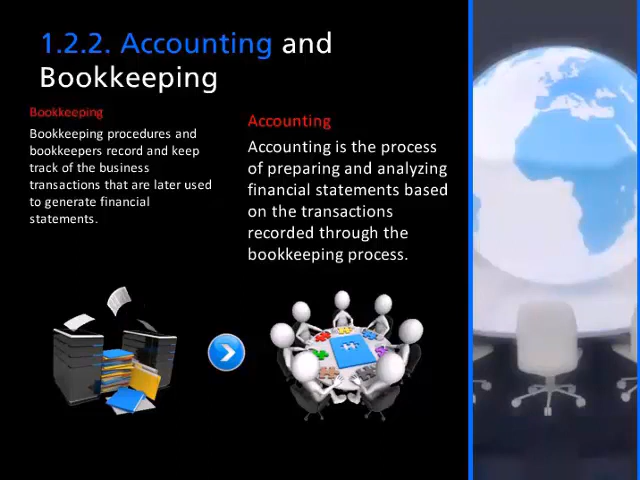 1.2.2. Accounting and
Bookkeeping
Bookkeeping
Bookkeeping procedures and
bookkeepers record and keep
track of the business
transactions that are later used
to generate financial
statements.
Accounting
Accounting is the process
of preparing and analyzing
financial statements based
on the transactions
recorded through the
bookkeeping process.